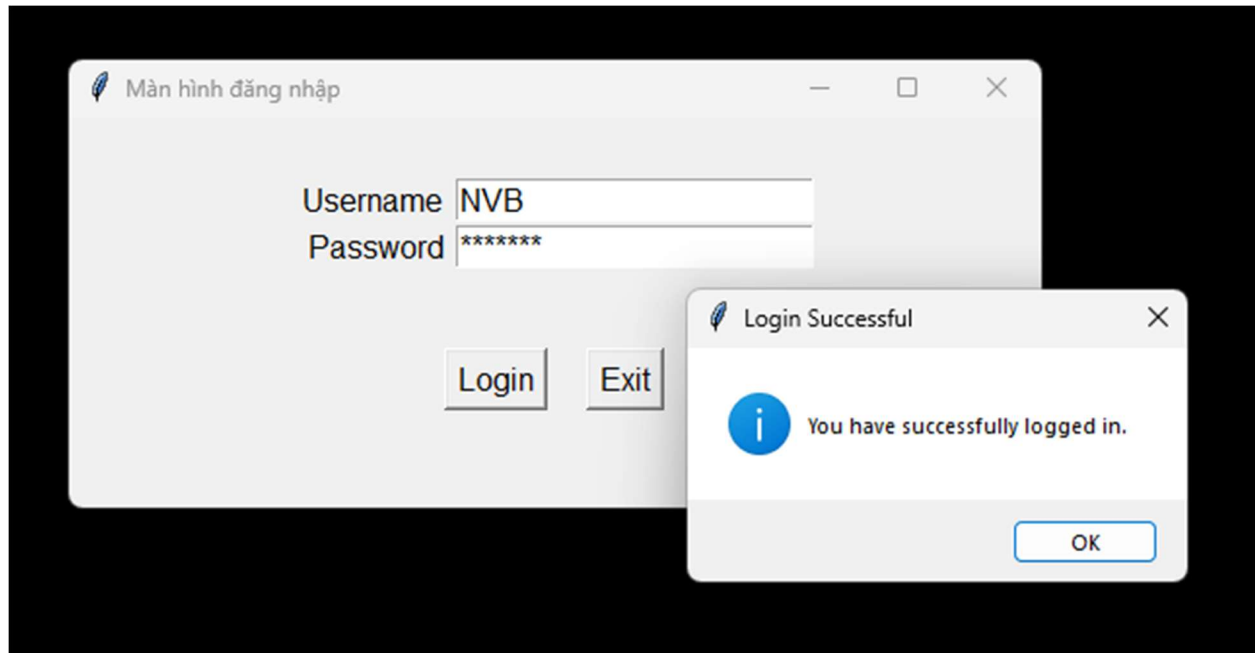 Màn hình đăng nhập
Username NVB
Password *******
Login Exit
Login Successful
You have successfully logged in.
OK